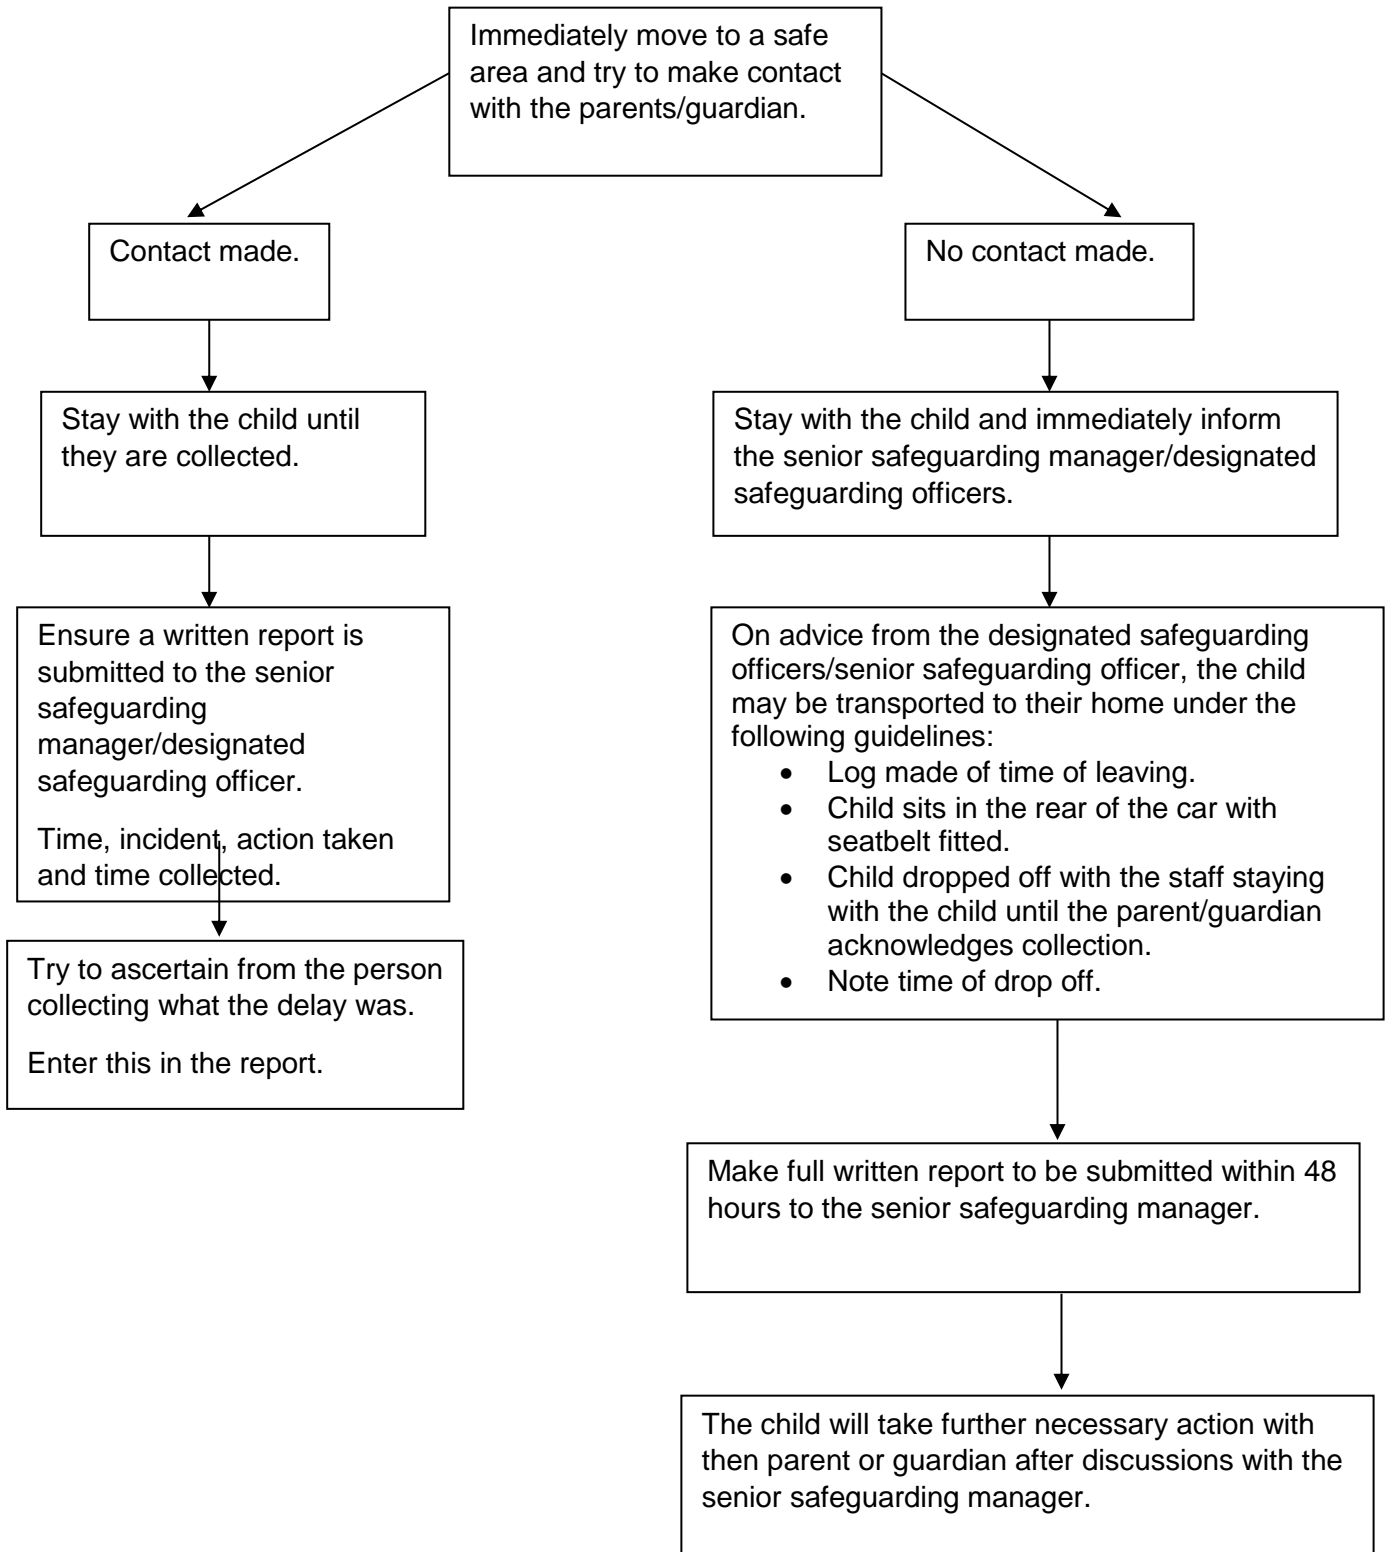 Immediately move to a safe
area and try to make contact
with the parents/guardian.
Contact made.
No contact made.
Stay with the child until
they are collected.
Stay with the child and immediately inform
the senior safeguarding manager/designated
safeguarding officers.
Ensure a written report is
submitted to the senior
safeguarding
manager/designated
safeguarding officer.
Time, incident, action taken
and time collected.
On advice from the designated safeguarding
officers/senior safeguarding officer, the child
may be transported to their home under the
following guidelines:
• Log made of time of leaving.
• Child sits in the rear of the car with
seatbelt fitted.
• Child dropped off with the staff staying
with the child until the parent/guardian
acknowledges collection.
• Note time of drop off.
Try to ascertain from the person
collecting what the delay was.
Enter this in the report.
Make full written report to be submitted within 48
hours to the senior safeguarding manager.
The child will take further necessary action with
then parent or guardian after discussions with the
senior safeguarding manager.